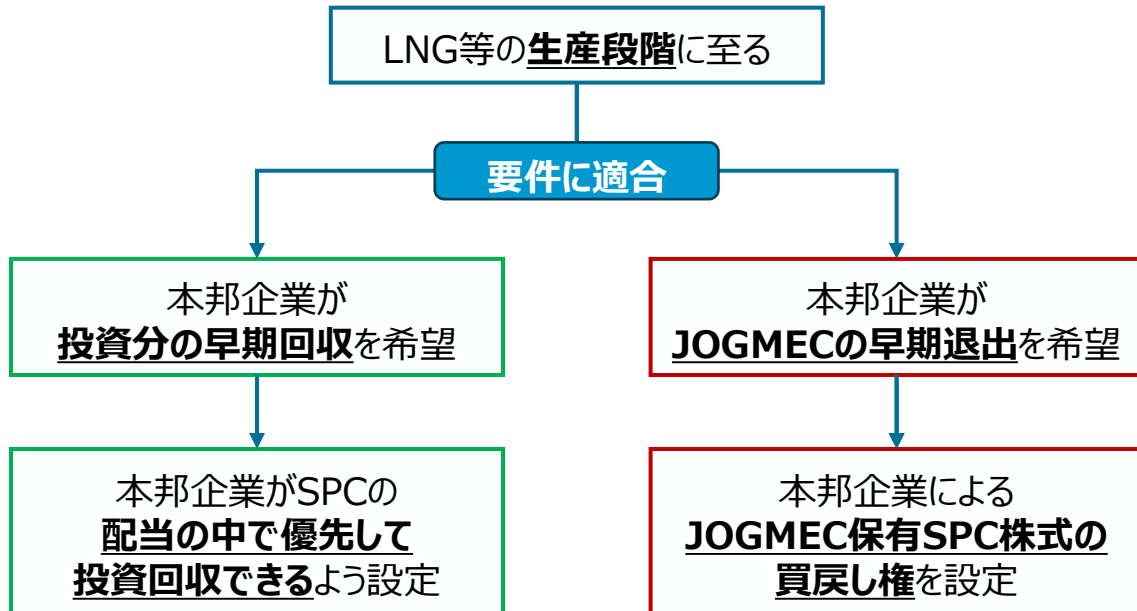 LNG等の生産段階に至る
要件に適合
本邦企業が
投資分の早期回収を希望
本邦企業が
JOGMECの早期退出を希望
本邦企業がSPCの
配当の中で優先して
投資回収できるよう設定
本邦企業による
JOGMEC保有SPC株式の
買戻し権を設定